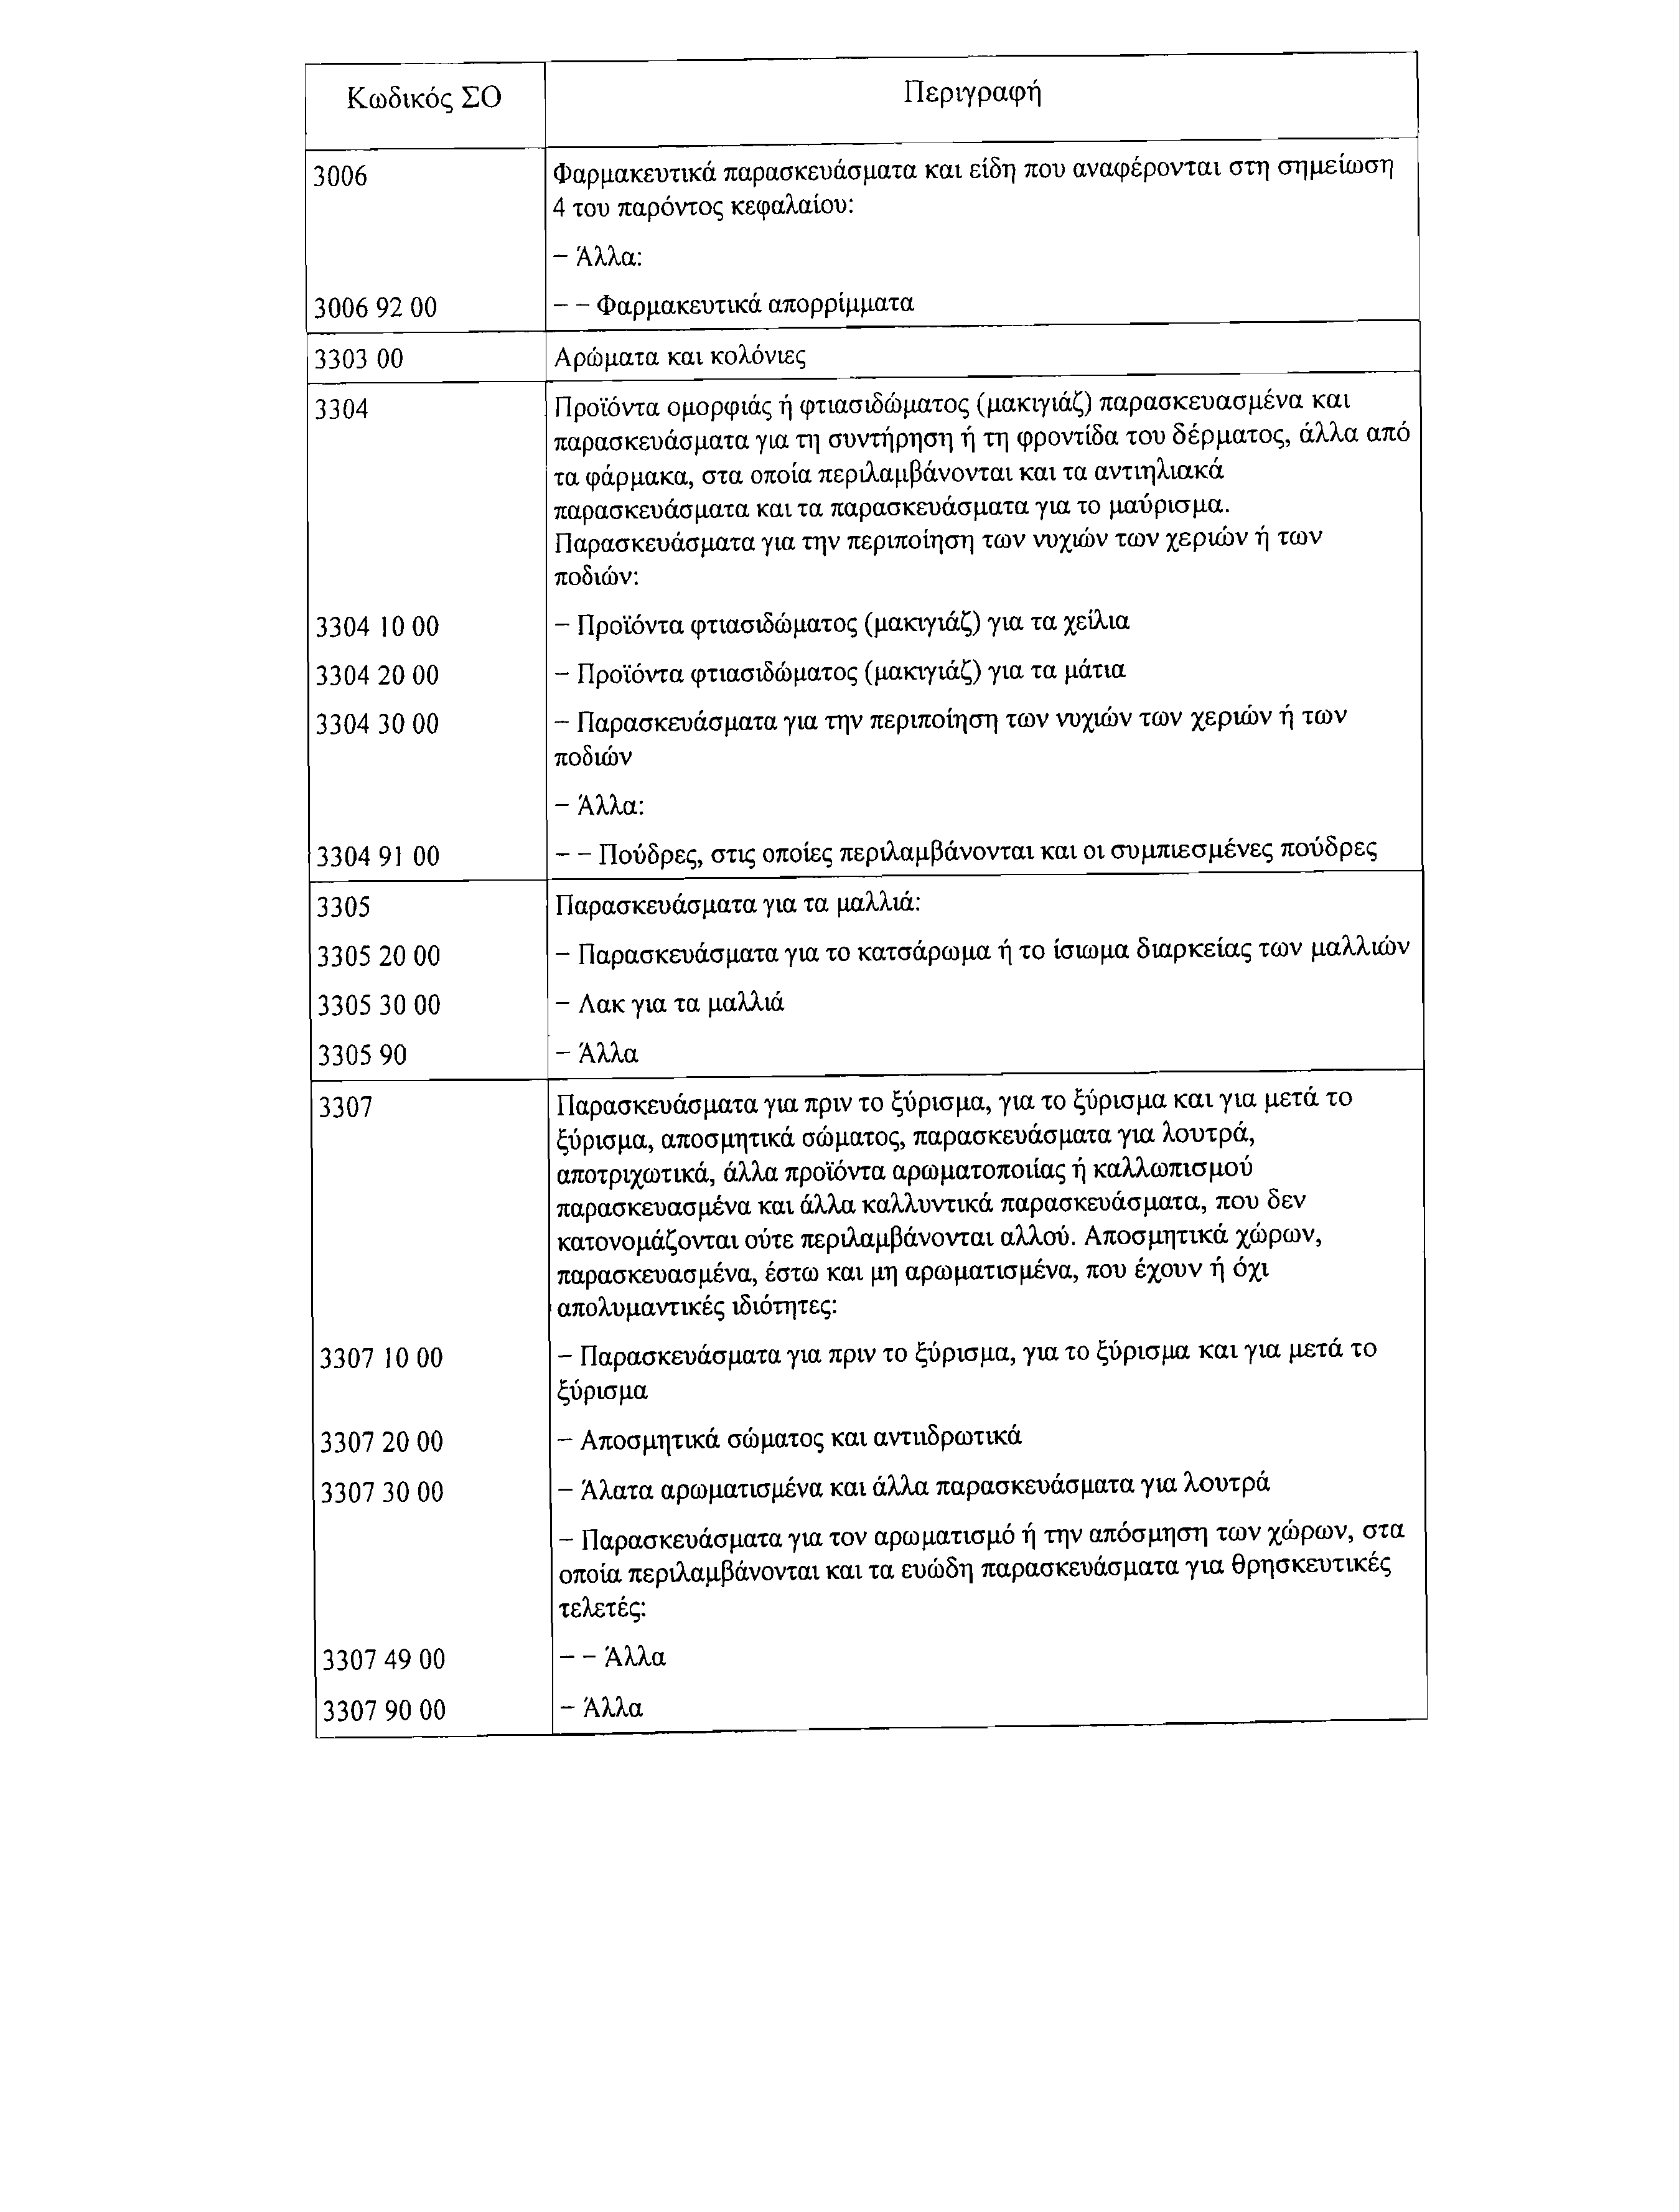 Κωδικός ΣΟ Περιγραφή
3006 Φαρμακευτικά παρασκευάσματα και είδη που αναφέρονται στη σημείωση
4 του παρόντος κεφαλαίου:
– Άλλα:
3006 92 00 – – Φαρμακευτικά απορρίμματα
3303 00 Αρώματα και κολόνιες
3304 Προϊόντα ομορφιάς ή φτιασιδώματος (μακιγιάζ) παρασκευασμένα και
παρασκευάσματα για τη συντήρηση ή τη φροντίδα του δέρματος, άλλα από
τα φάρμακα, στα οποία περιλαμβάνονται και τα αντιηλιακά
παρασκευάσματα και τα παρασκευάσματα για το μαύρισμα.
Παρασκευάσματα για την περιποίηση των νυχιών των χεριών ή των
ποδιών:
3304 10 00 – Προϊόντα φτιασιδώματος (μακιγιάζ) για τα χείλια
3304 20 00 – Προϊόντα φτιασιδώματος (μακιγιάζ) για τα μάτια
3304 30 00 – Παρασκευάσματα για την περιποίηση των νυχιών των χεριών ή των
ποδιών
– Άλλα:
3304 91 00 – – Πούδρες, στις οποίες περιλαμβάνονται και οι συμπιεσμένες πούδρες
3305 Παρασκευάσματα για τα μαλλιά:
3305 20 00 – Παρασκευάσματα για το κατσάρωμα ή το ίσιωμα διαρκείας των μαλλιών
3305 30 00 – Λακ για τα μαλλιά
3305 90 – Άλλα
3307 Παρασκευάσματα για πριν το ξύρισμα, για το ξύρισμα και για μετά το
ξύρισμα, αποσμητικά σώματος, παρασκευάσματα για λουτρά,
αποτριχωτικά, άλλα προϊόντα αρωματοποιίας ή καλλωπισμού
παρασκευασμένα και άλλα καλλυντικά παρασκευάσματα, που δεν
κατονομάζονται ούτε περιλαμβάνονται αλλού. Αποσμητικά χώρων,
παρασκευασμένα, έστω και μη αρωματισμένα, που έχουν ή όχι
απολυμαντικές ιδιότητες:
3307 10 00 – Παρασκευάσματα για πριν το ξύρισμα, για το ξύρισμα και για μετά το
ξύρισμα
3307 20 00 – Αποσμητικά σώματος και αντιιδρωτικά
3307 30 00 – Άλατα αρωματισμένα και άλλα παρασκευάσματα για λουτρά
– Παρασκευάσματα για τον αρωματισμό ή την απόσμηση των χώρων, στα
οποία περιλαμβάνονται και τα ευώδη παρασκευάσματα για θρησκευτικές
τελετές:
3307 49 00 – – Άλλα
3307 90 00 – Άλλα